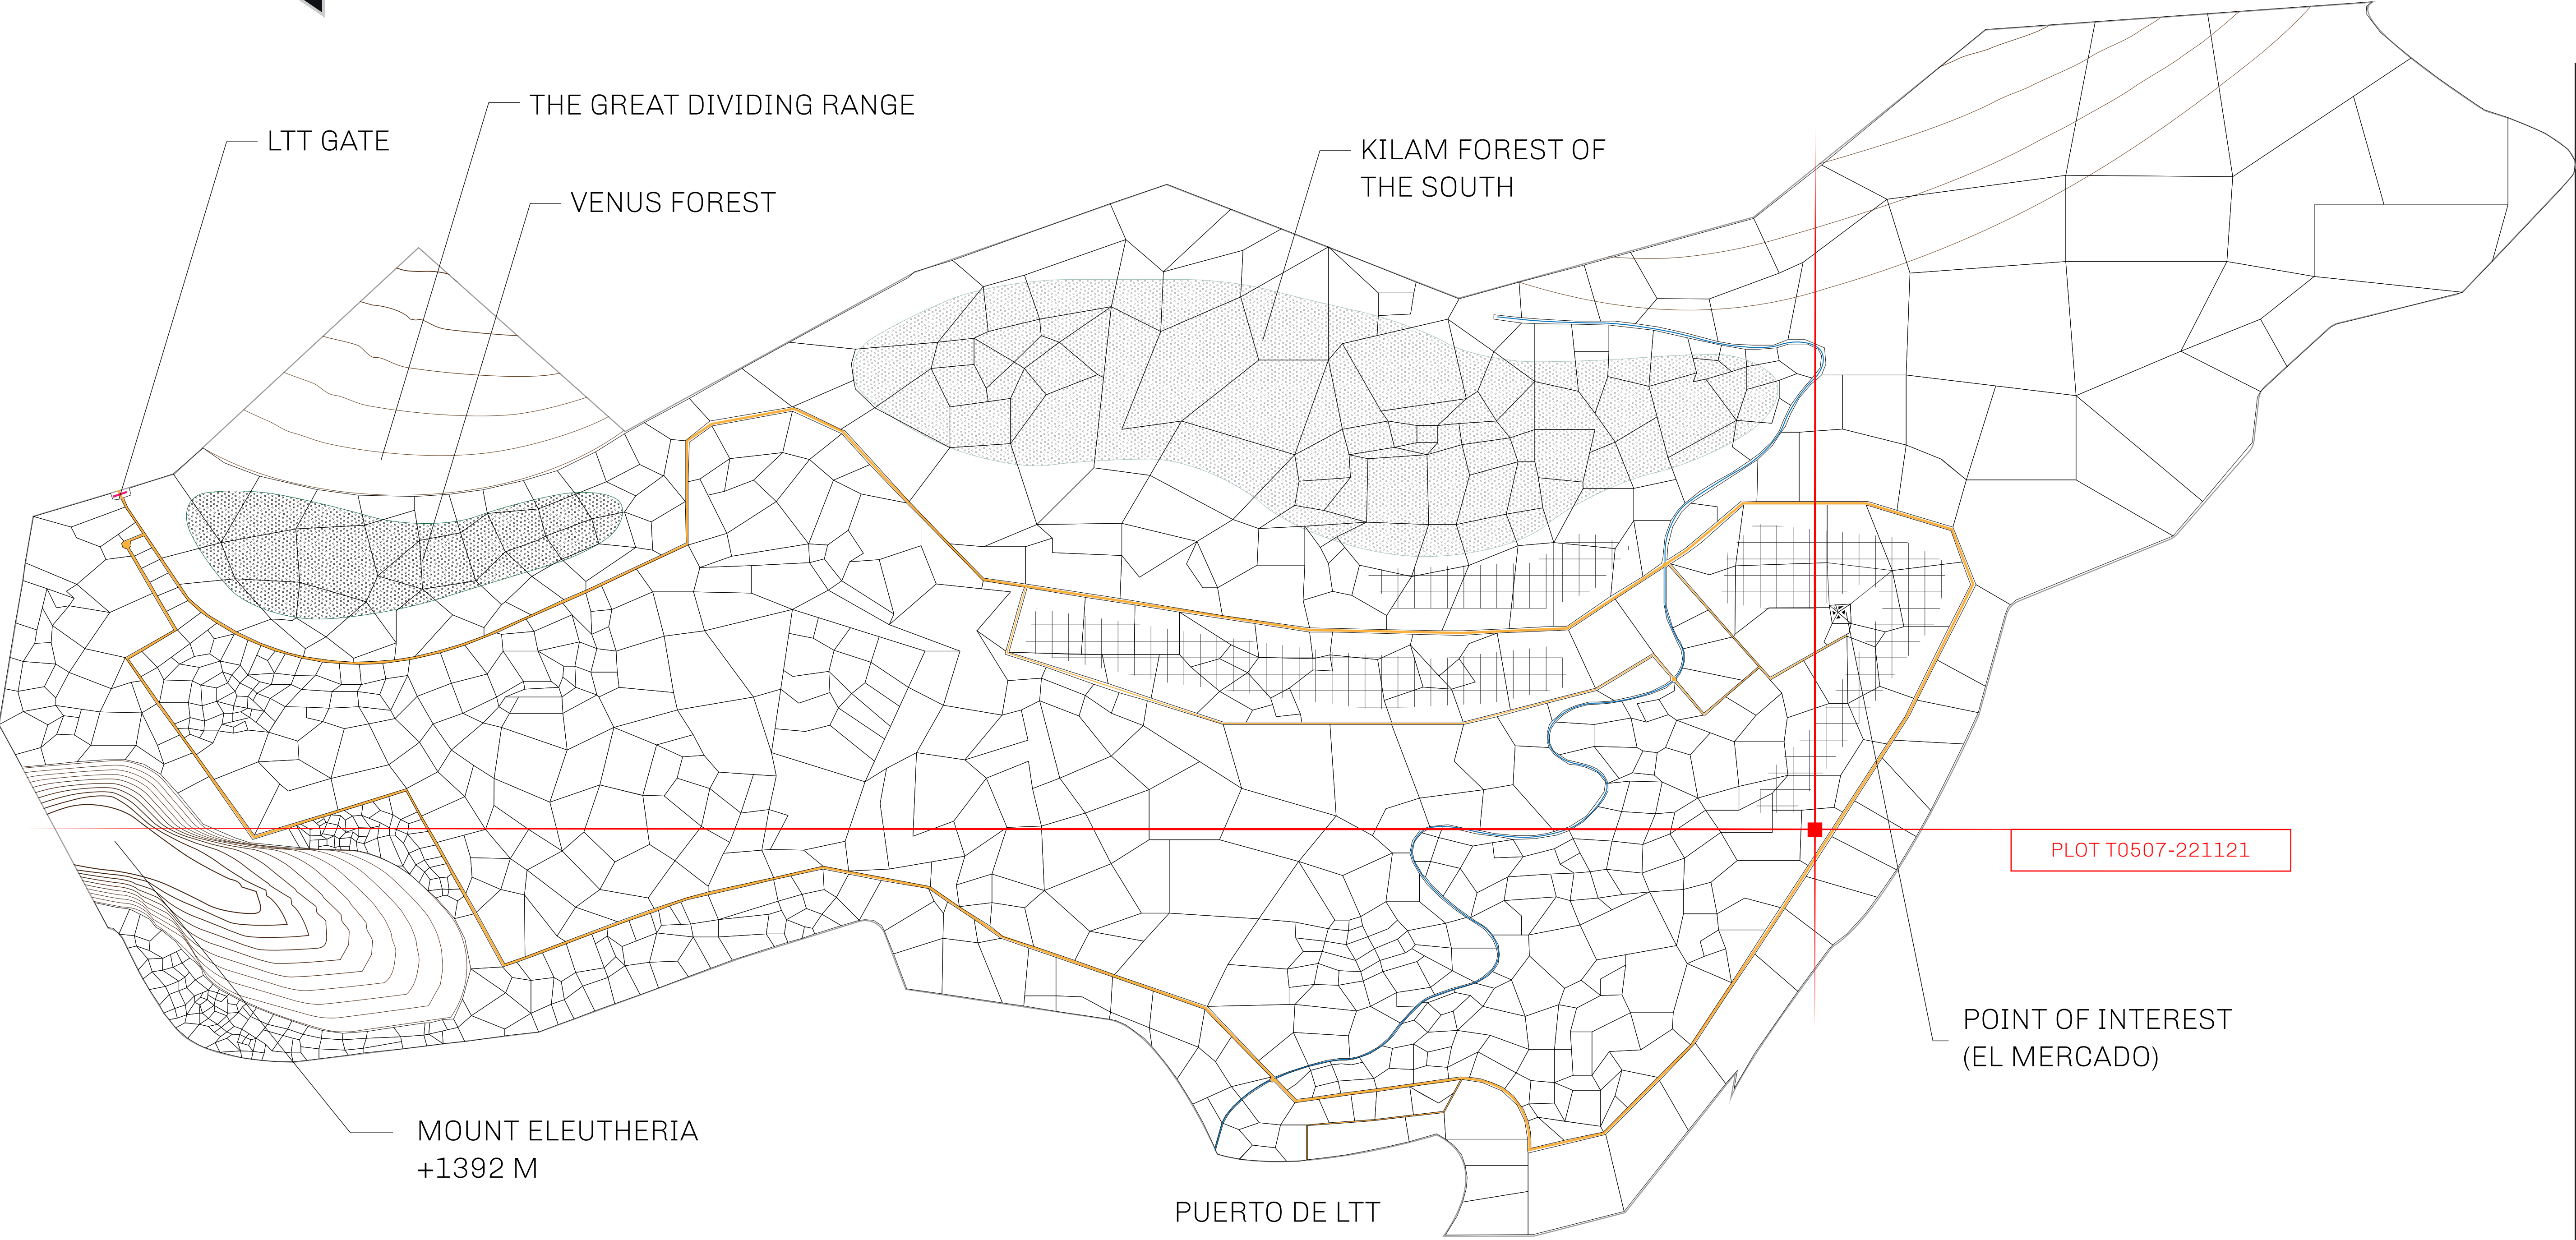 THE GREAT DIVIDING RANGE
LTT GATE
KILAM FOREST OF
THE SOUTH
VENUS FOREST
PLOT T0507-221121
POINT OF INTEREST
(EL MERCADO)
MOUNT ELEUTHERIA
+1392 M
PUERTO DE LTT